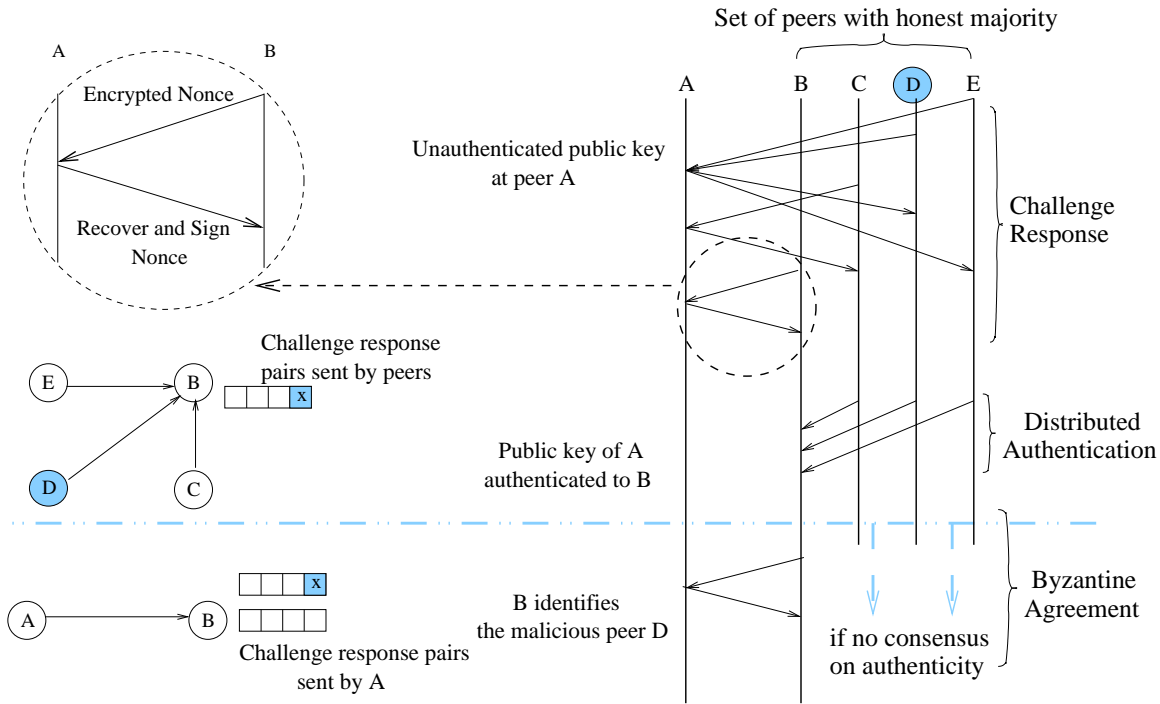 Set of peers with honest majority
A
B
Encrypted Nonce
Recover and Sign
Nonce
A
B
C
D
E
Unauthenticated public key
at peer A
Challenge
Response
Challenge response
pairs sent by peers
E
B
x
D
C
Public key of A
authenticated to B
Distributed
Authentication
x
A
B
Challenge response pairs
sent by A
B identifies
the malicious peer D
if no consensus
on authenticity
Byzantine
Agreement